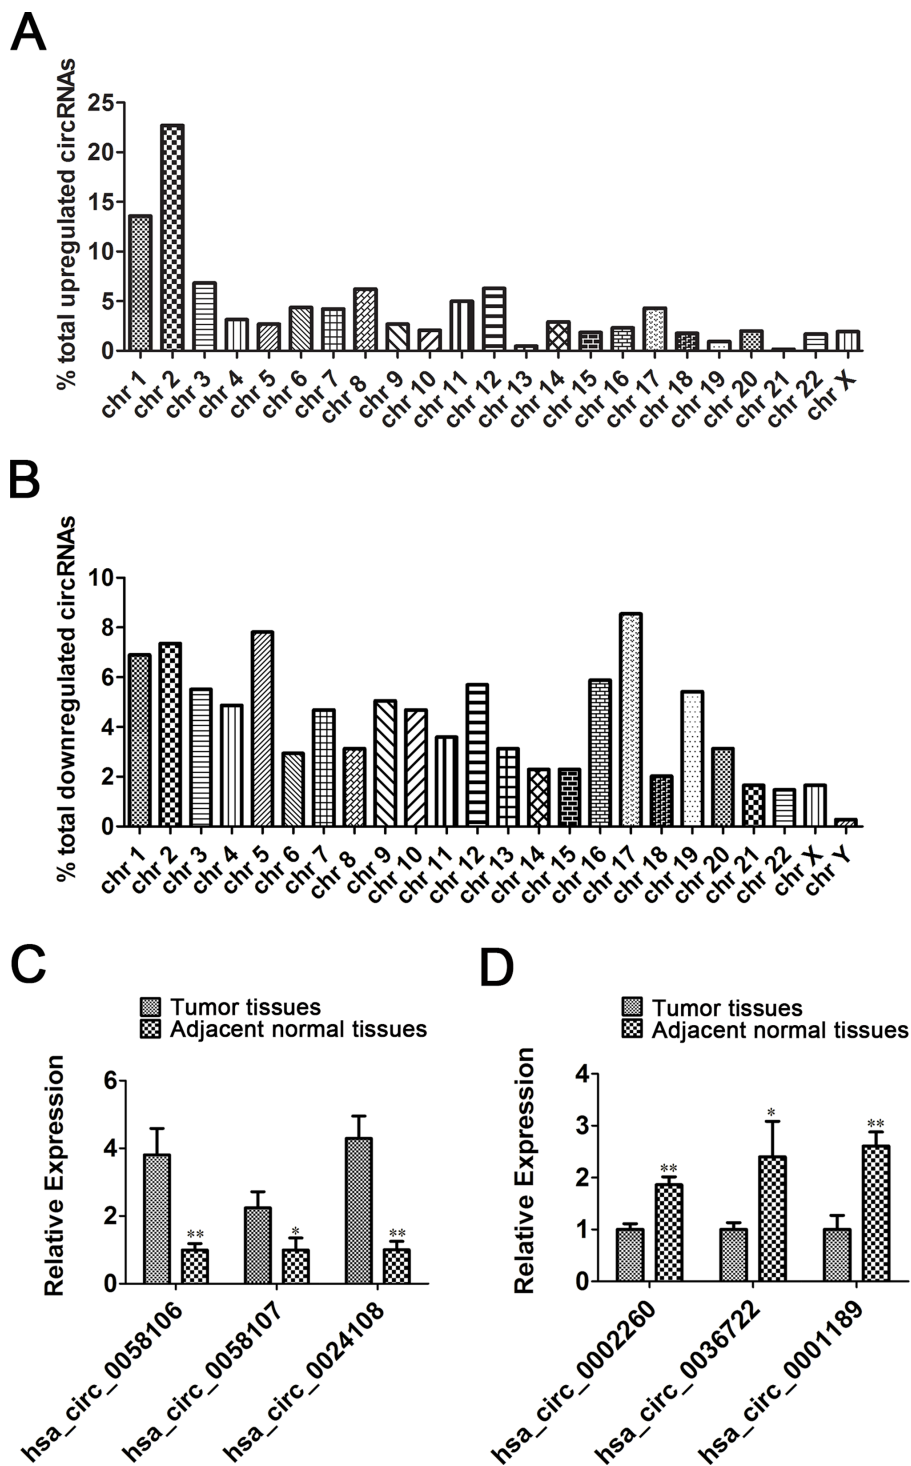 A
% total upregulated circRNAs
25
20
15
10
5
0
chr 1
chr 2
chr 3
chr 4
chr 5
chr 6
chr 7
chr 8
chr 9
chr 10
chr 11
chr 12
chr 13
chr 14
chr 15
chr 16
chr 17
chr 18
chr 19
chr 20
chr 21
chr 22
chr X
B
% total downregulated circRNAs
10
8
6
4
2
0
chr 1
chr 2
chr 3
chr 4
chr 5
chr 6
chr 7
chr 8
chr 9
chr 10
chr 11
chr 12
chr 13
chr 14
chr 15
chr 16
chr 17
chr 18
chr 19
chr 20
chr 21
chr 22
chr X
chr Y
C
Tumor tissues
Adjacent normal tissues
Relative Expression
6
4
2
0
**
*
**
hsa_circ_0058106
hsa_circ_0058107
hsa_circ_0024108
D
Tumor tissues
Adjacent normal tissues
Relative Expression
4
3
2
1
0
**
*
**
hsa_circ_0002260
hsa_circ_0036722
hsa_circ_0001189